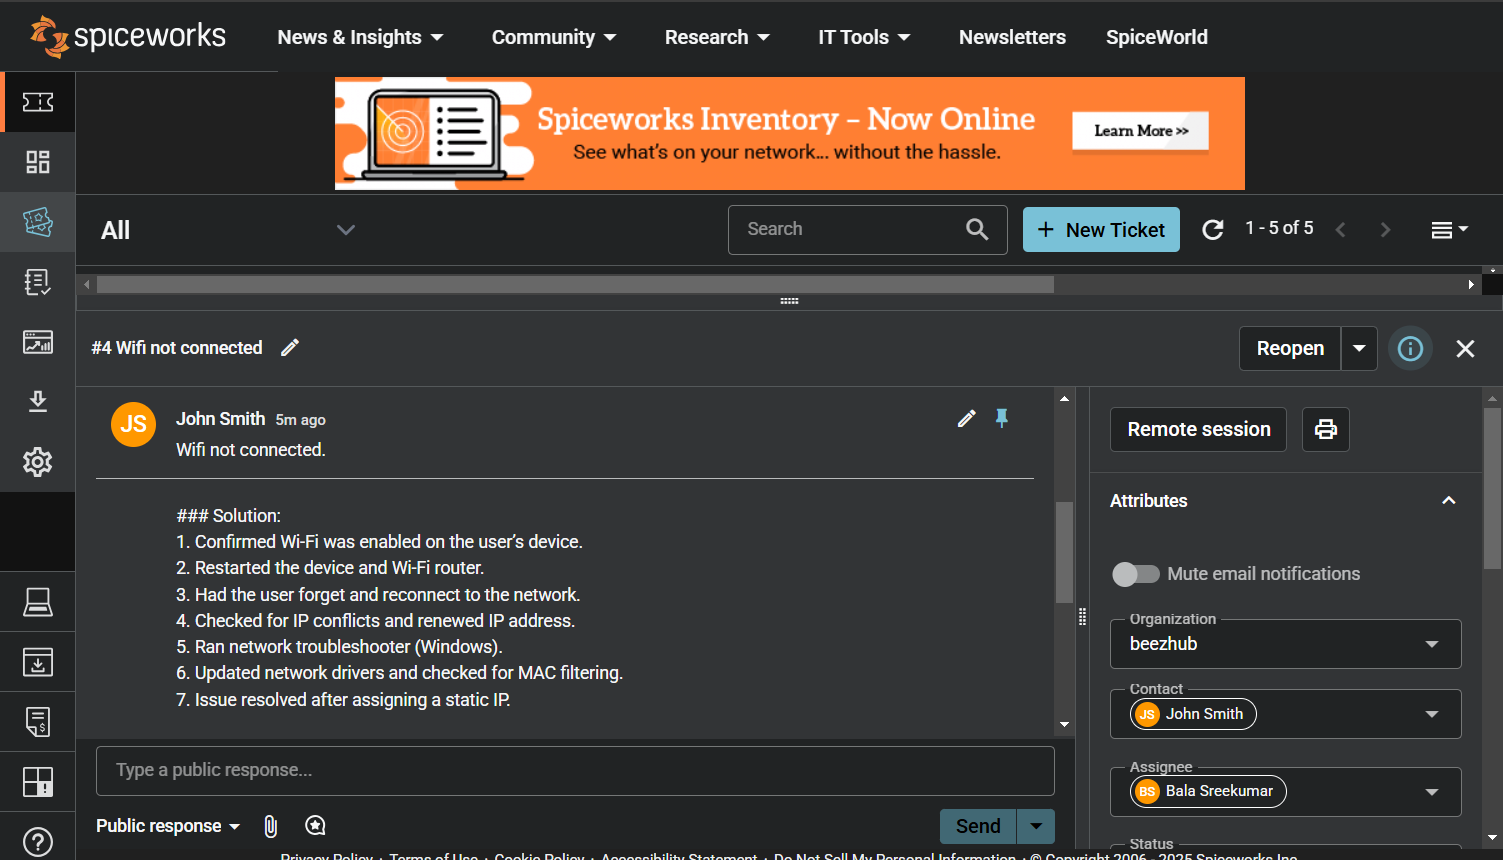 spiceworks
News & Insights
Community
Research
IT Tools
Newsletters
SpiceWorld
Spiceworks Inventory – Now Online
See what's on your network... without the hassle.
Learn More >>
All
Search
+ New Ticket
1 - 5 of 5
#4 Wifi not connected
Reopen
JS
John Smith 5m ago
Wifi not connected.
### Solution:
1. Confirmed Wi-Fi was enabled on the user’s device.
2. Restarted the device and Wi-Fi router.
3. Had the user forget and reconnect to the network.
4. Checked for IP conflicts and renewed IP address.
5. Ran network troubleshooter (Windows).
6. Updated network drivers and checked for MAC filtering.
7. Issue resolved after assigning a static IP.
Type a public response...
Public response
Send
Remote session
Attributes
Mute email notifications
Organization
beezhub
Contact
JS John Smith
Assignee
BS Bala Sreekumar
Status
Privacy Policy · Terms of Use · Cookie Policy · Accessibility Statement · Do Not Sell My Personal Information · © Copyright 2006 - 2025 Spiceworks Inc.